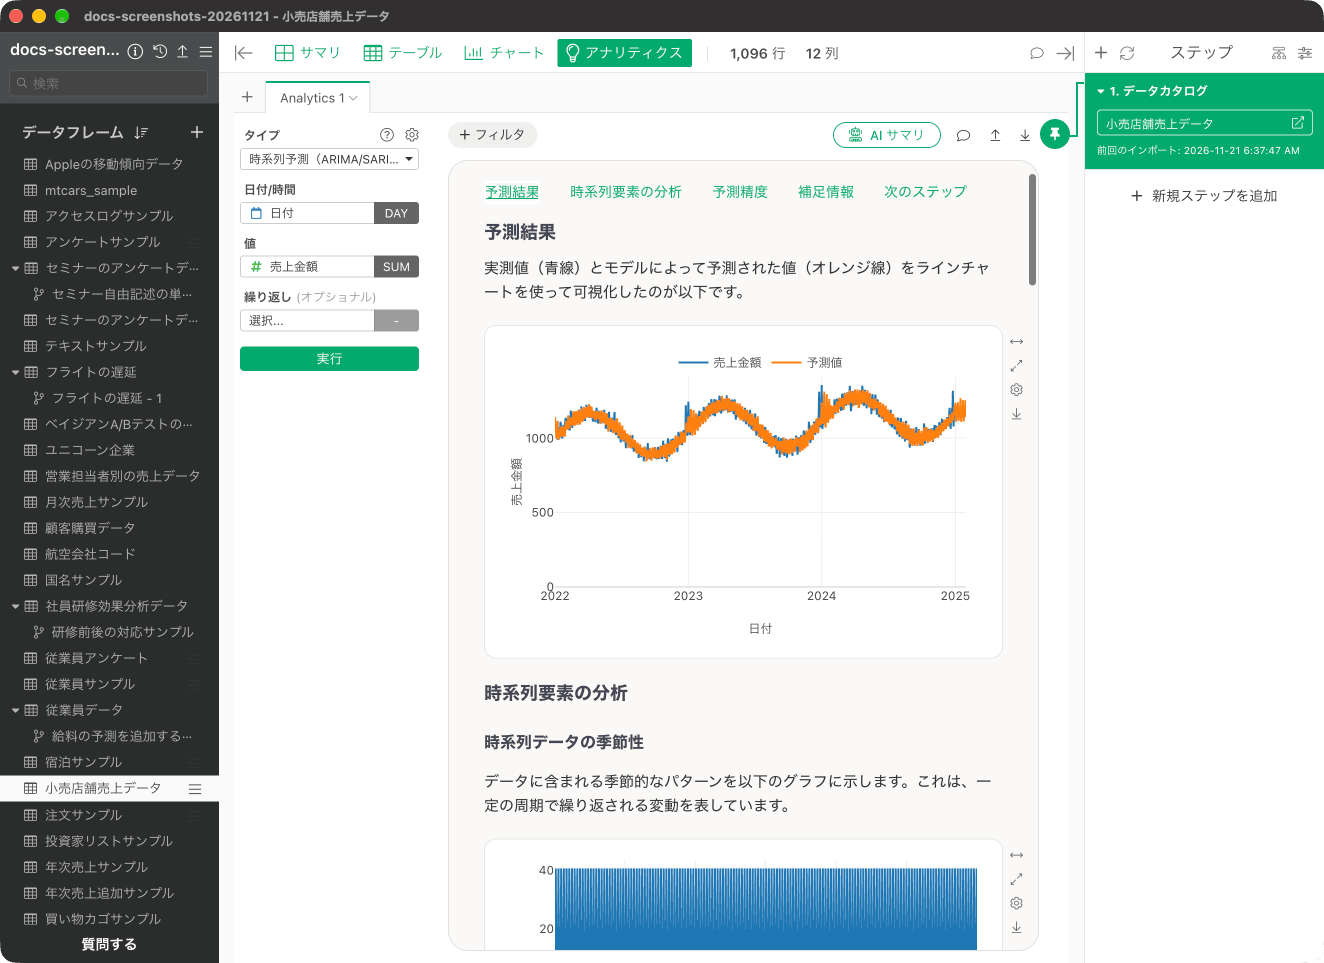 docs-screenshots-20261121 - 小売店舗売上データ
docs-screen...
検索
データフレーム
Appleの移動傾向データ
mtcars_sample
アクセスログサンプル
アンケートサンプル
セミナーのアンケートデ…
セミナー自由記述の単…
セミナーのアンケートデ…
テキストサンプル
フライトの遅延
フライトの遅延 - 1
ベイジアンA/Bテストの…
ユニコーン企業
営業担当者別の売上データ
月次売上サンプル
顧客購買データ
航空会社コード
国名サンプル
社員研修効果分析データ
研修前後の対応サンプル
従業員アンケート
従業員サンプル
従業員データ
給料の予測を追加する…
宿泊サンプル
小売店舗売上データ
注文サンプル
投資家リストサンプル
年次売上サンプル
年次売上追加サンプル
買い物カゴサンプル
質問する
サマリ テーブル チャート アナリティクス 1,096 行 12 列
Analytics 1
タイプ
時系列予測（ARIMA/SARI...
日付/時間
日付 DAY
値
売上金額 SUM
繰り返し (オプショナル)
選択... -
実行
フィルタ
AI サマリ
予測結果 時系列要素の分析 予測精度 補足情報 次のステップ
予測結果
実測値（青線）とモデルによって予測された値（オレンジ線）をラインチャ
ートを使って可視化したのが以下です。
売上金額 予測値
1000
500
0
売上金額
2022 2023 2024 2025
日付
時系列要素の分析
時系列データの季節性
データに含まれる季節的なパターンを以下のグラフに示します。これは、一
定の周期で繰り返される変動を表しています。
40
20
ステップ
1. データカタログ
小売店舗売上データ
前回のインポート: 2026-11-21 6:37:47 AM
新規ステップを追加